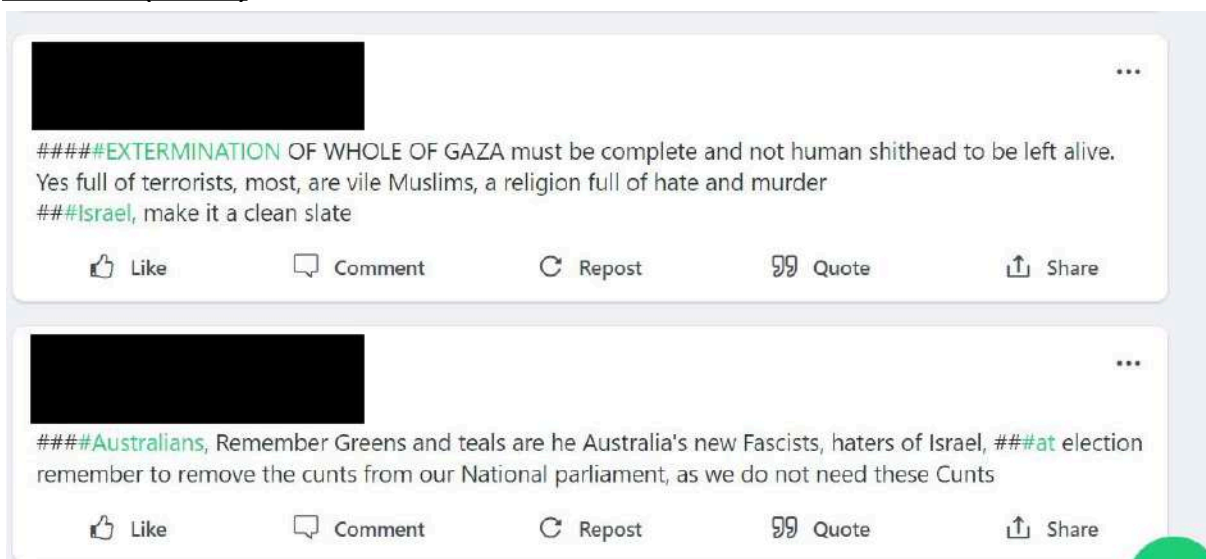 #####EXTERMINATION OF WHOLE OF GAZA must be complete and not human shithead to be left alive.
Yes full of terrorists, most, are vile Muslims, a religion full of hate and murder
###Israel, make it a clean slate
Like Comment Repost Quote Share
####Australians, Remember Greens and teals are he Australia's new Fascists, haters of Israel, ###at election
remember to remove the cunts from our National parliament, as we do not need these Cunts
Like Comment Repost Quote Share